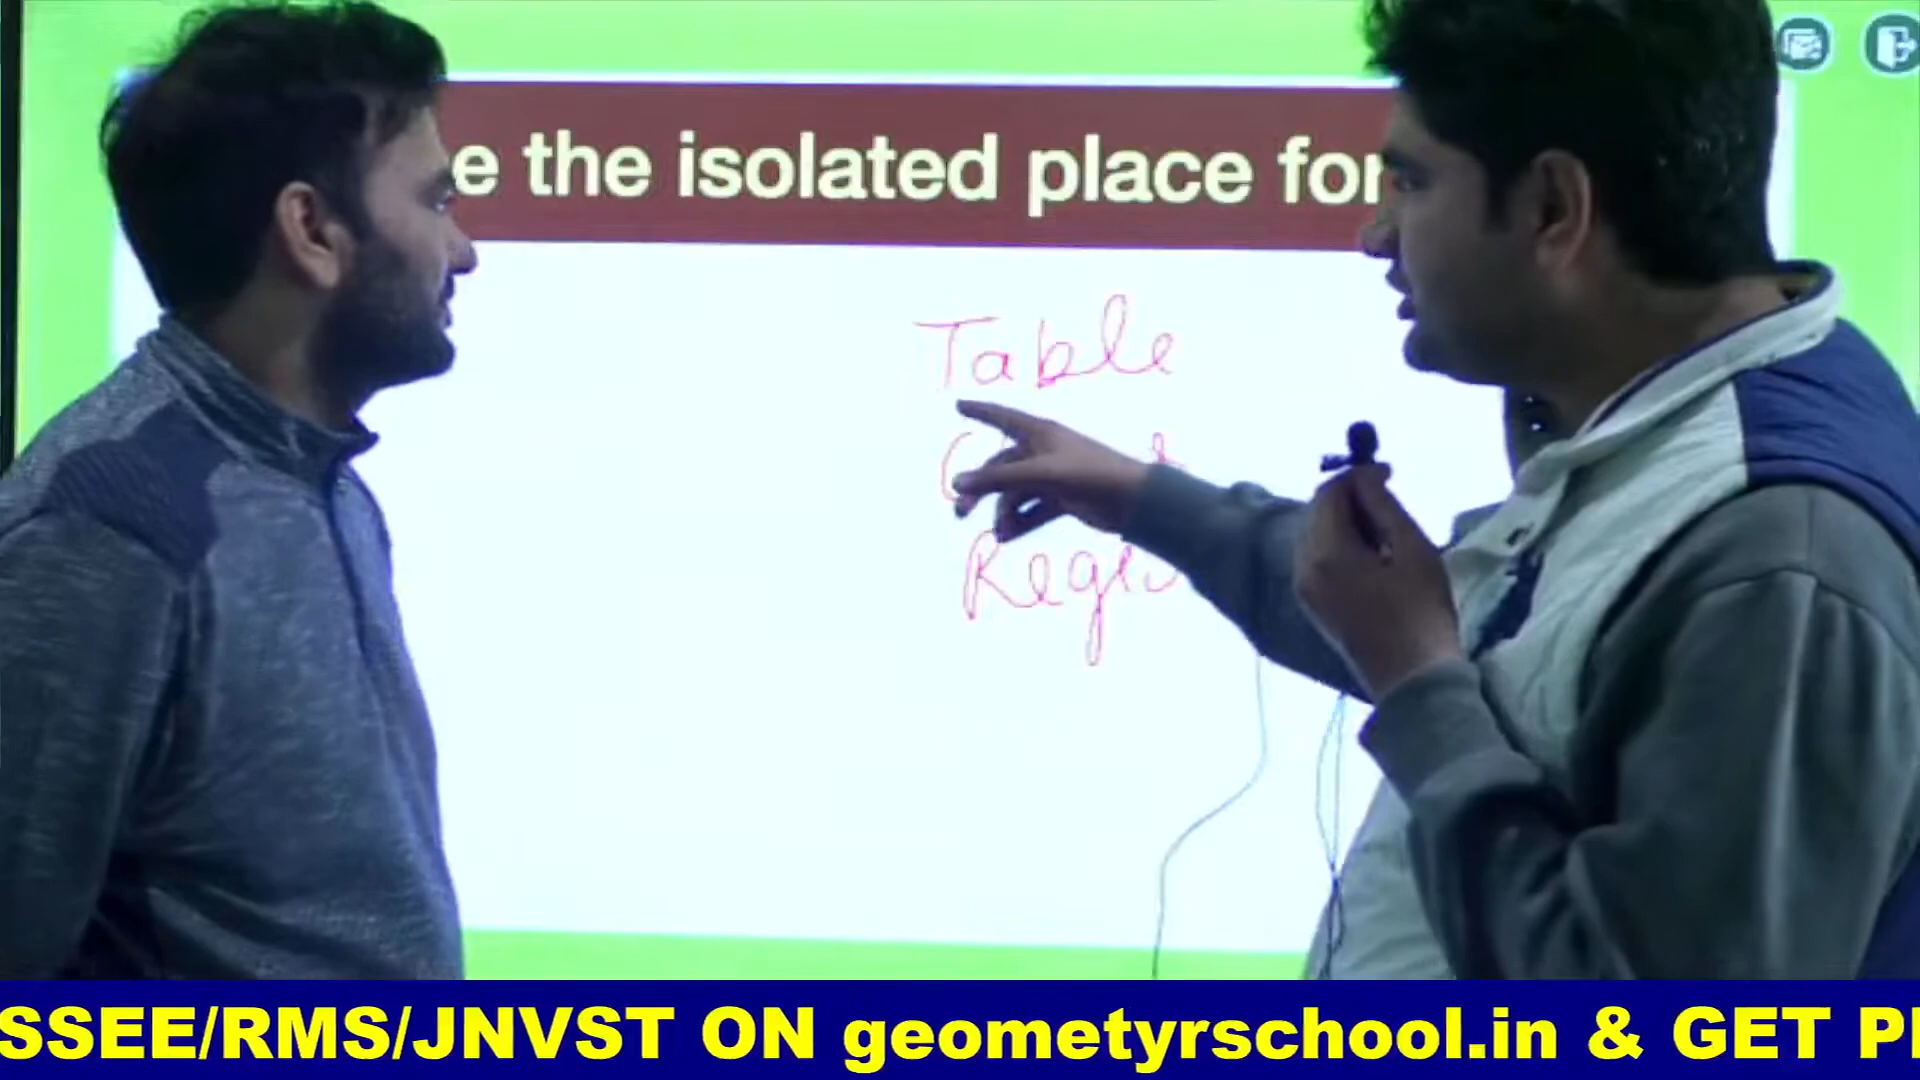 e the isolated place for
Table
SSEE/RMS/JNVST ON geometyrschool.in & GET P